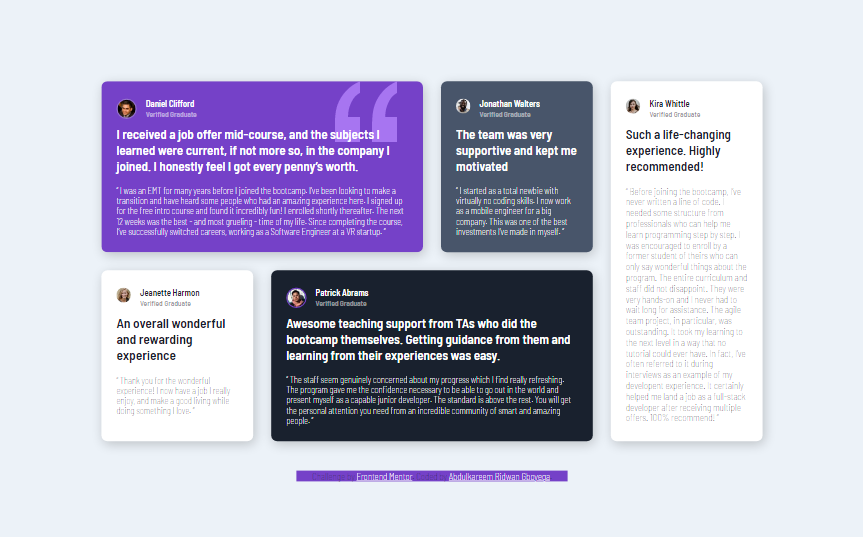 Daniel Clifford
Verified Graduate
I received a job offer mid-course, and the subjects I
learned were current, if not more so, in the company I
joined. I honestly feel I got every penny's worth.
" I was an EMT for many years before I joined the bootcamp. I've been looking to make a
transition and have heard some people who had an amazing experience here. I signed up
for the free intro course and found it incredibly fun! I enrolled shortly thereafter. The next
12 weeks was the best - and most grueling - time of my life. Since completing the course,
I've successfully switched careers, working as a Software Engineer at a VR startup. "
Jonathan Walters
Verified Graduate
The team was very
supportive and kept me
motivated
" I started as a total newbie with
virtually no coding skills. I now work
as a mobile engineer for a big
company. This was one of the best
investments I've made in myself. "
Kira Whittle
Verified Graduate
Such a life-changing
experience. Highly
recommended!
" Before joining the bootcamp, I've
never written a line of code. I
needed some structure from
professionals who can help me
learn programming step by step. I
was encouraged to enroll by a
former student of theirs who can
only say wonderful things about the
program. The entire curriculum and
staff did not disappoint. They were
very hands-on and I never had to
wait long for assistance. The agile
team project, in particular, was
outstanding. It took my learning to
the next level in a way that no
tutorial could ever have. In fact, I've
often referred to it during
interviews as an example of my
developent experience. It certainly
helped me land a job as a full-stack
developer after receiving multiple
offers. 100% recommend! "
Jeanette Harmon
Verified Graduate
An overall wonderful
and rewarding
experience
" Thank you for the wonderful
experience! I now have a job I really
enjoy, and make a good living while
doing something I love. "
Patrick Abrams
Verified Graduate
Awesome teaching support from TAs who did the
bootcamp themselves. Getting guidance from them and
learning from their experiences was easy.
" The staff seem genuinely concerned about my progress which I find really refreshing.
The program gave me the confidence necessary to be able to go out in the world and
present myself as a capable junior developer. The standard is above the rest. You will get
the personal attention you need from an incredible community of smart and amazing
people. "
Challenge by Frontend Mentor. Coded by Abdulkareem Ridwan